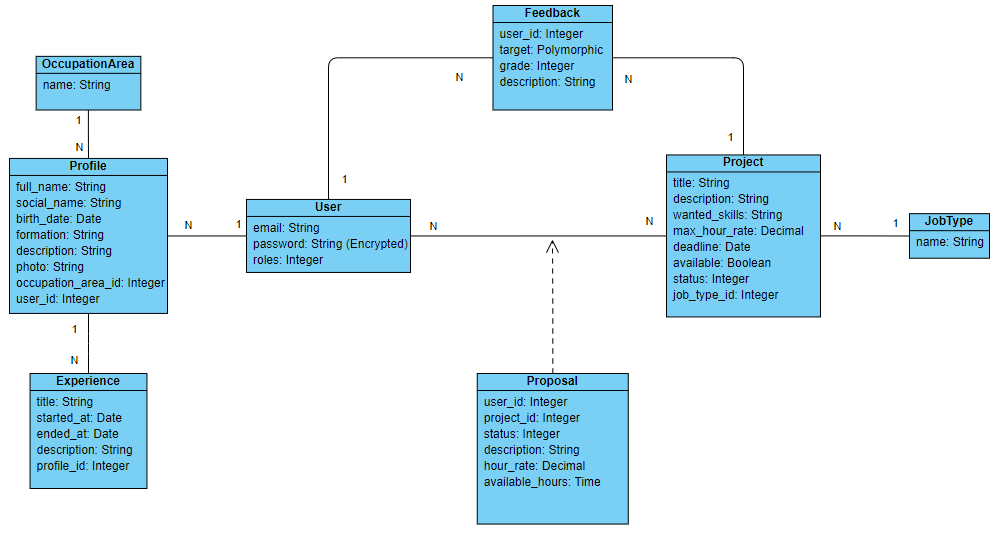 Feedback
user_id: Integer
target: Polymorphic
grade: Integer
description: String
N
N
OccupationArea
name: String
1
N
Profile
full_name: String
social_name: String
birth_date: Date
formation: String
description: String
photo: String
occupation_area_id: Integer
user_id: Integer
N
1
1
User
email: String
password: String (Encrypted)
roles: Integer
N
N
1
Project
title: String
description: String
wanted_skills: String
max_hour_rate: Decimal
deadline: Date
available: Boolean
status: Integer
job_type_id: Integer
N
1
JobType
name: String
1
N
Experience
title: String
started_at: Date
ended_at: Date
description: String
profile_id: Integer
Proposal
user_id: Integer
project_id: Integer
status: Integer
description: String
hour_rate: Decimal
available_hours: Time